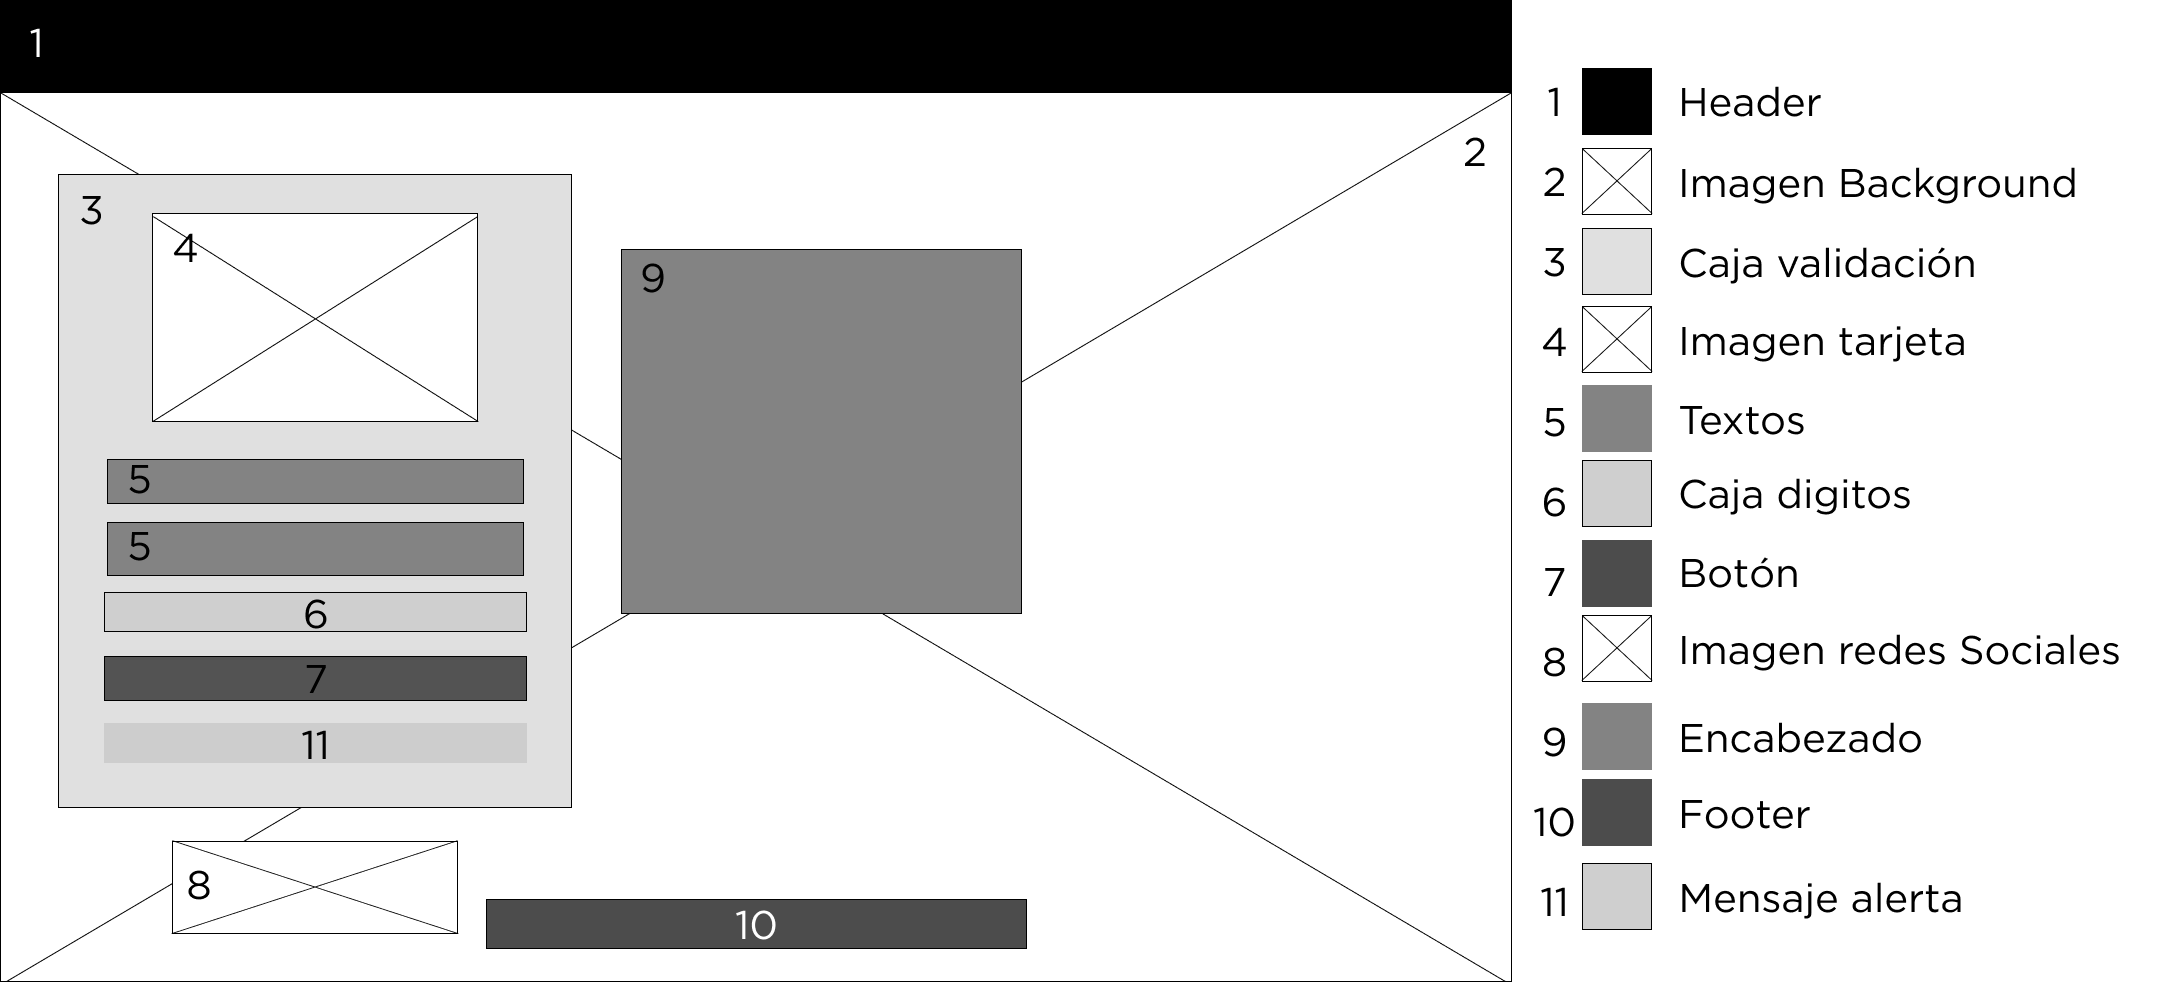 1
2
3
4
5
5
6
7
11
8
9
10
1 Header
2 Imagen Background
3 Caja validación
4 Imagen tarjeta
5 Textos
6 Caja digitos
7 Botón
8 Imagen redes Sociales
9 Encabezado
10 Footer
11 Mensaje alerta